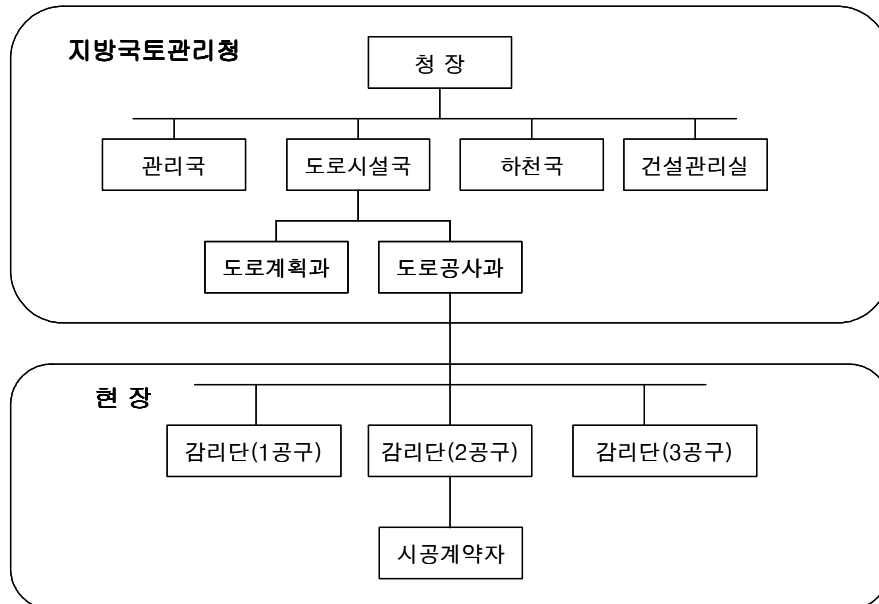 지방국토관리청
청 장
관리국
도로시설국
하천국
건설관리실
도로계획과
도로공사과
현 장
감리단(1공구)
감리단(2공구)
감리단(3공구)
시공계약자